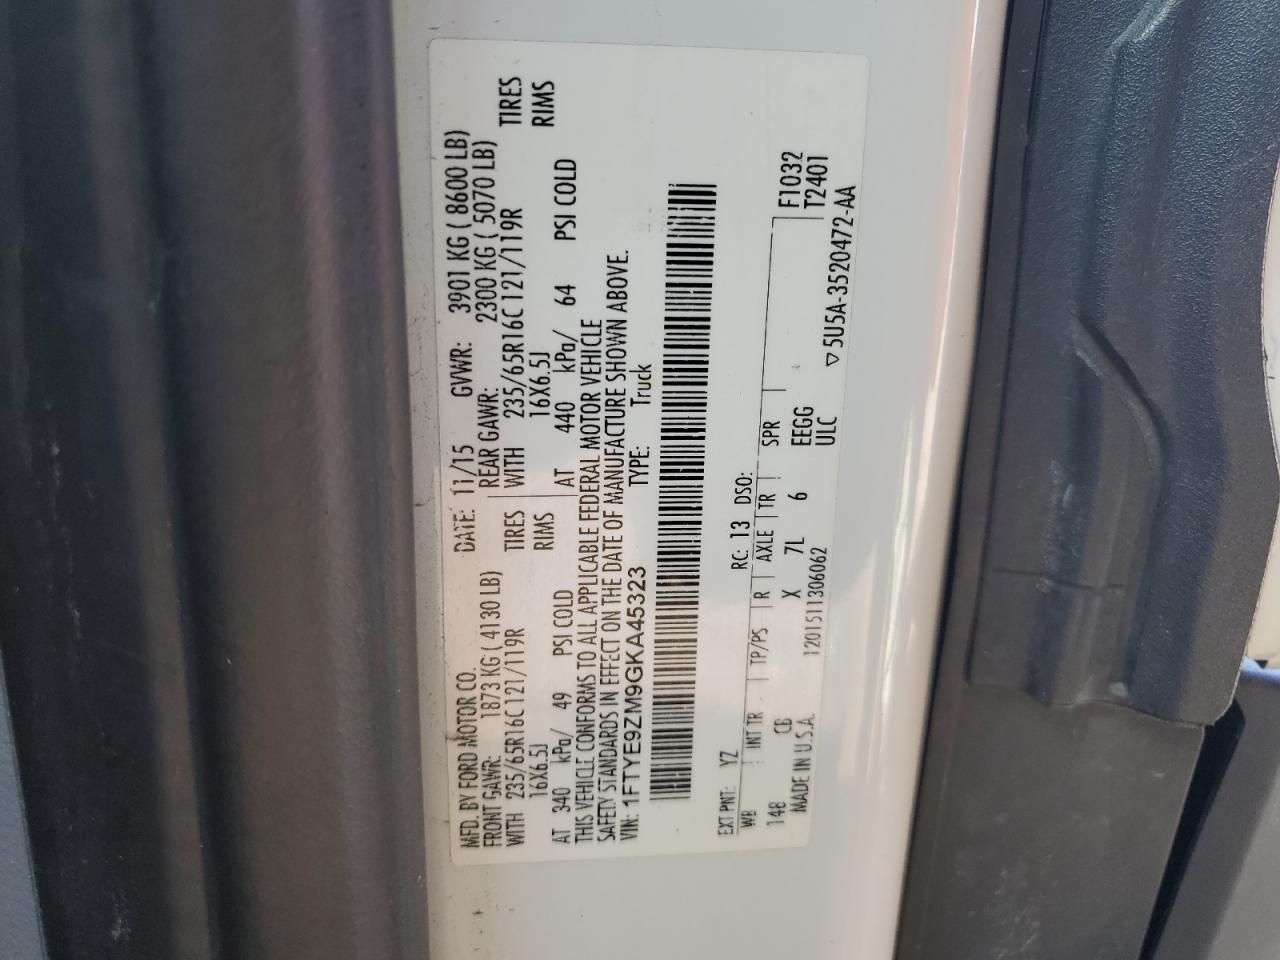 MFD. BY FORD MOTOR CO. DATE: 11/15 GVWR: 3901 KG ( 8600 LB)
FRONT GAWR: 1873 KG ( 4130 LB) REAR GAWR: 2300 KG ( 5070 LB)
WITH 235/65R16C 121/119R TIRES WITH 235/65R16C 121/119R TIRES
16X6.5J RIMS 16X6.5J RIMS
AT 340 kPa/ 49 PSI COLD AT 440 kPa/ 64 PSI COLD
THIS VEHICLE CONFORMS TO ALL APPLICABLE FEDERAL MOTOR VEHICLE
SAFETY STANDARDS IN EFFECT ON THE DATE OF MANUFACTURE SHOWN ABOVE.
VIN: 1FTYE9ZM9GKA45323 TYPE: Truck
EXT PNT: YZ RC: 13 DSO:
WB INT TR TP/PS R AXLE TR SPR F1032
148 CB X 7L 6 EEGG T2401
MADE IN U.S.A. 12015111306062 ULC
▽5U5A-3520472-AA